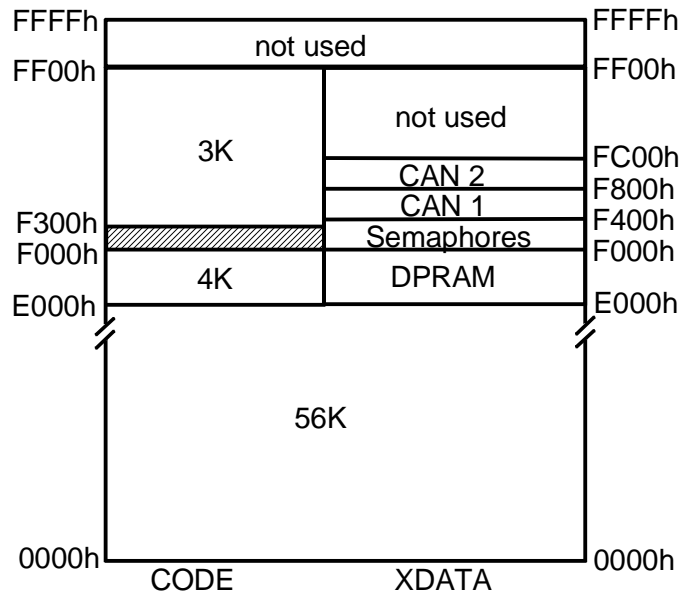 FFFFh FFFFh
not used
FF00h FF00h
not used
3K
FC00h
CAN 2
F800h
CAN 1
F300h F400h
Semaphores
F000h F000h
4K DPRAM
E000h E000h
56K
0000h 0000h
CODE XDATA